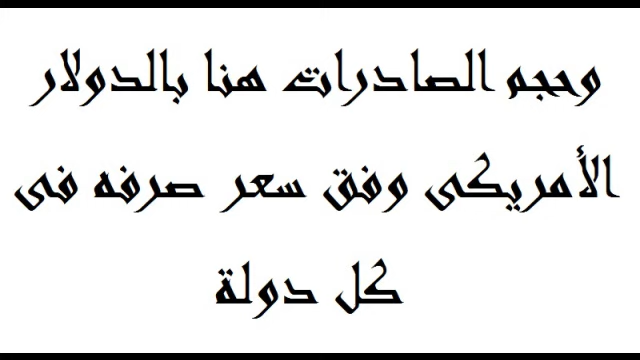 وحجم الصادرات هنا بالدولار
الأمريكى وفق سعر صرفه فى
كل دولة